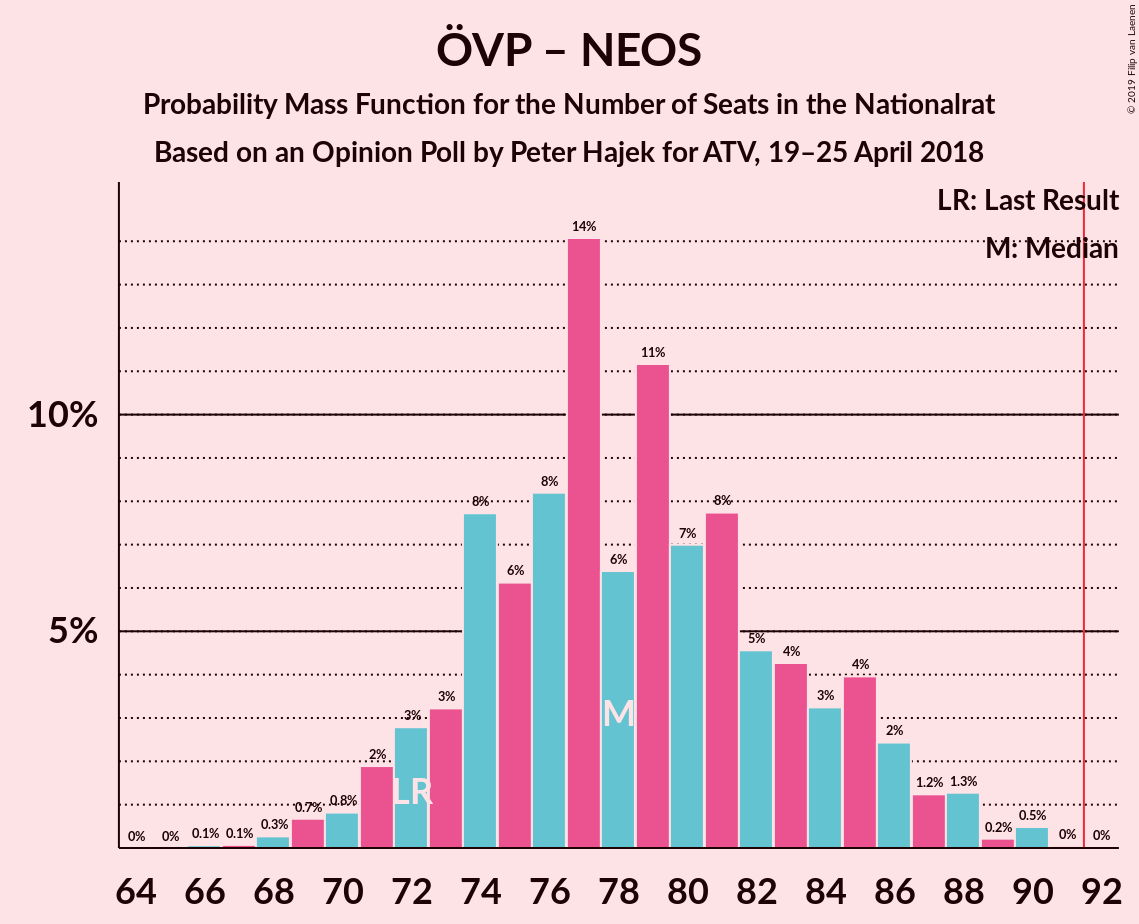 ÖVP – NEOS
Probability Mass Function for the Number of Seats in the Nationalrat
Based on an Opinion Poll by Peter Hajek for ATV, 19–25 April 2018
© 2019 Filip van Laenen
LR: Last Result
M: Median
10%
5%
0% 0% 0.1% 0.1% 0.3% 0.7% 0.8% 2% 3% 3% 8% 6% 8% 14% 6% 11% 7% 8% 5% 4% 3% 4% 2% 1.2% 1.3% 0.2% 0.5% 0% 0%
LR
M
64 66 68 70 72 74 76 78 80 82 84 86 88 90 92